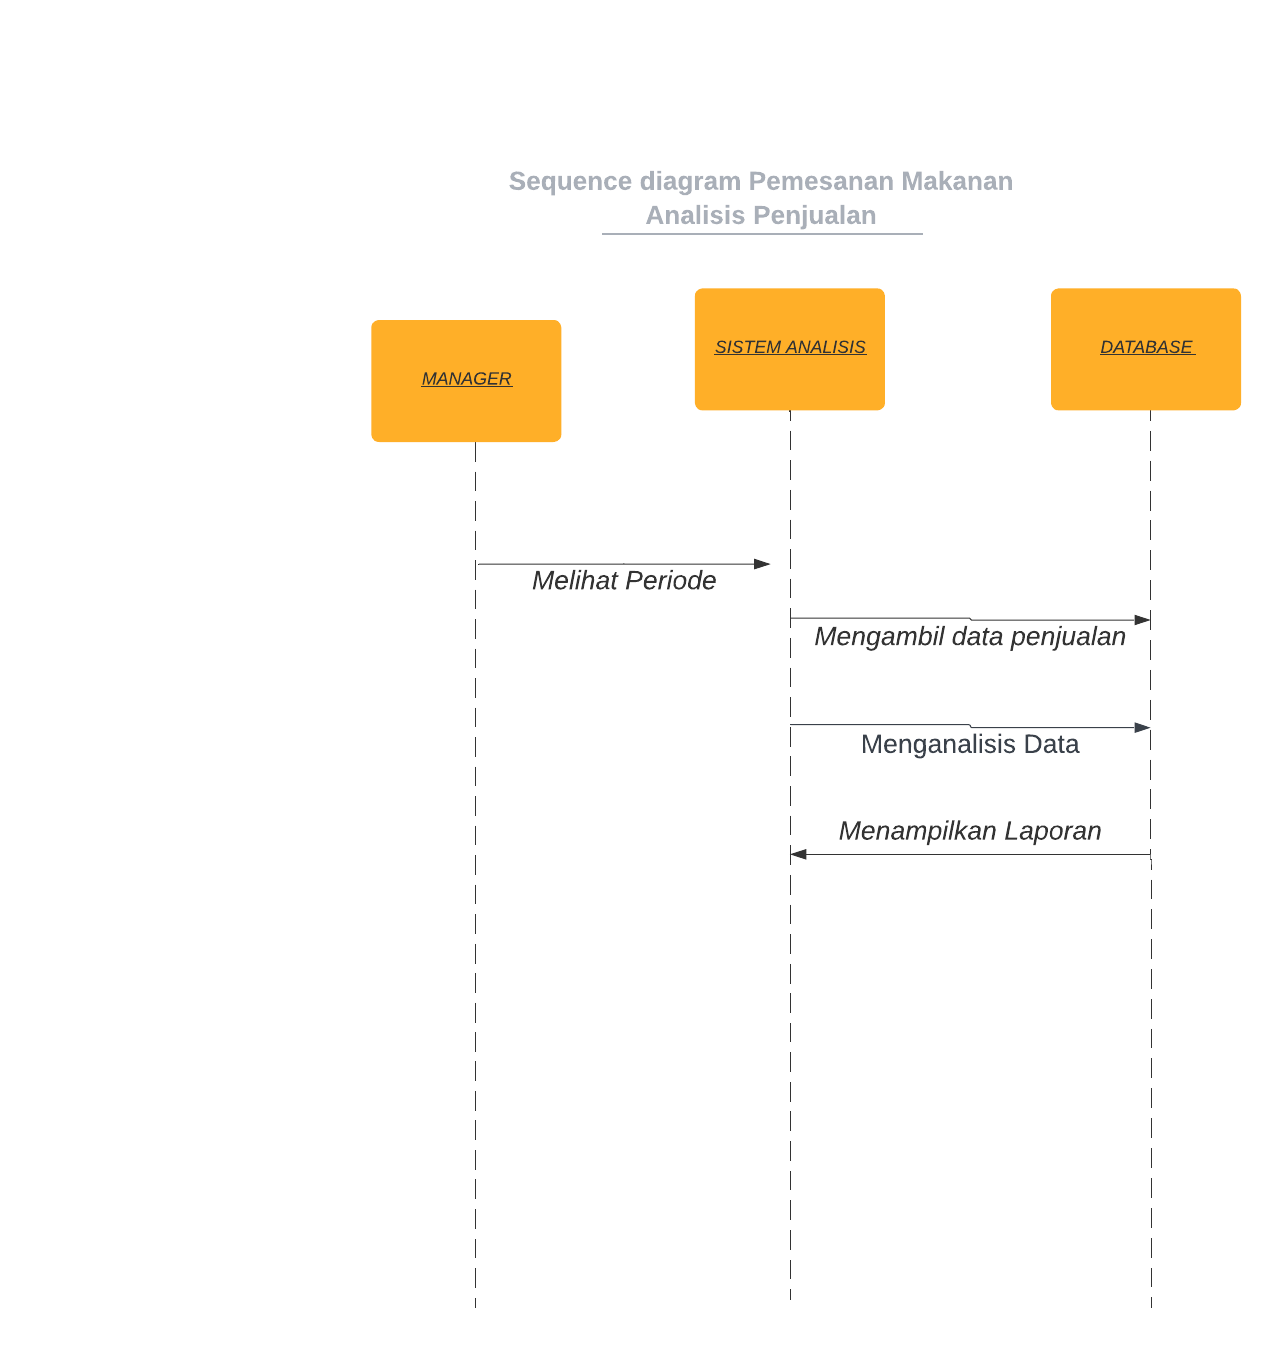 Sequence diagram Pemesanan Makanan
Analisis Penjualan
MANAGER
SISTEM ANALISIS
DATABASE
Melihat Periode
Mengambil data penjualan
Menganalisis Data
Menampilkan Laporan